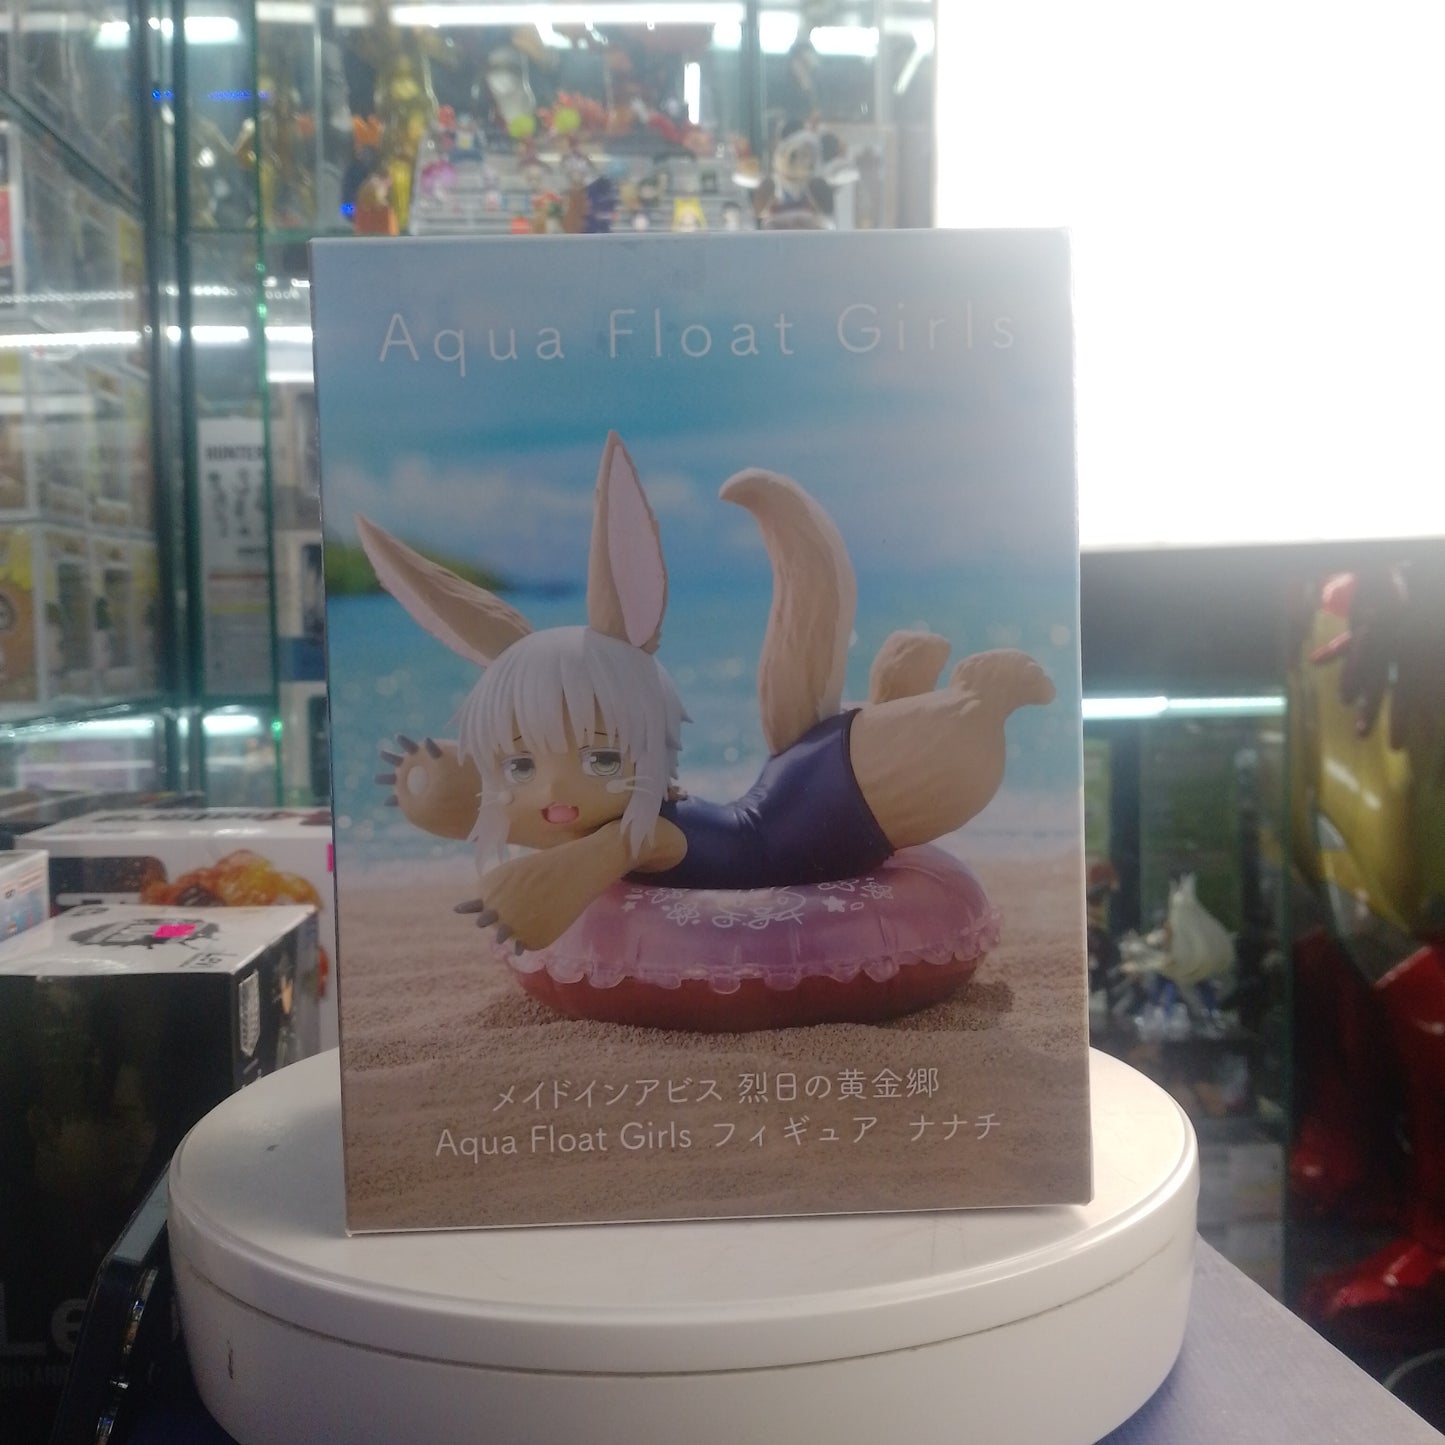 Aqua Float Girls
HUNTER
メイドインアビス 烈日の黄金郷
Aqua Float Girls フィギュア ナナチ